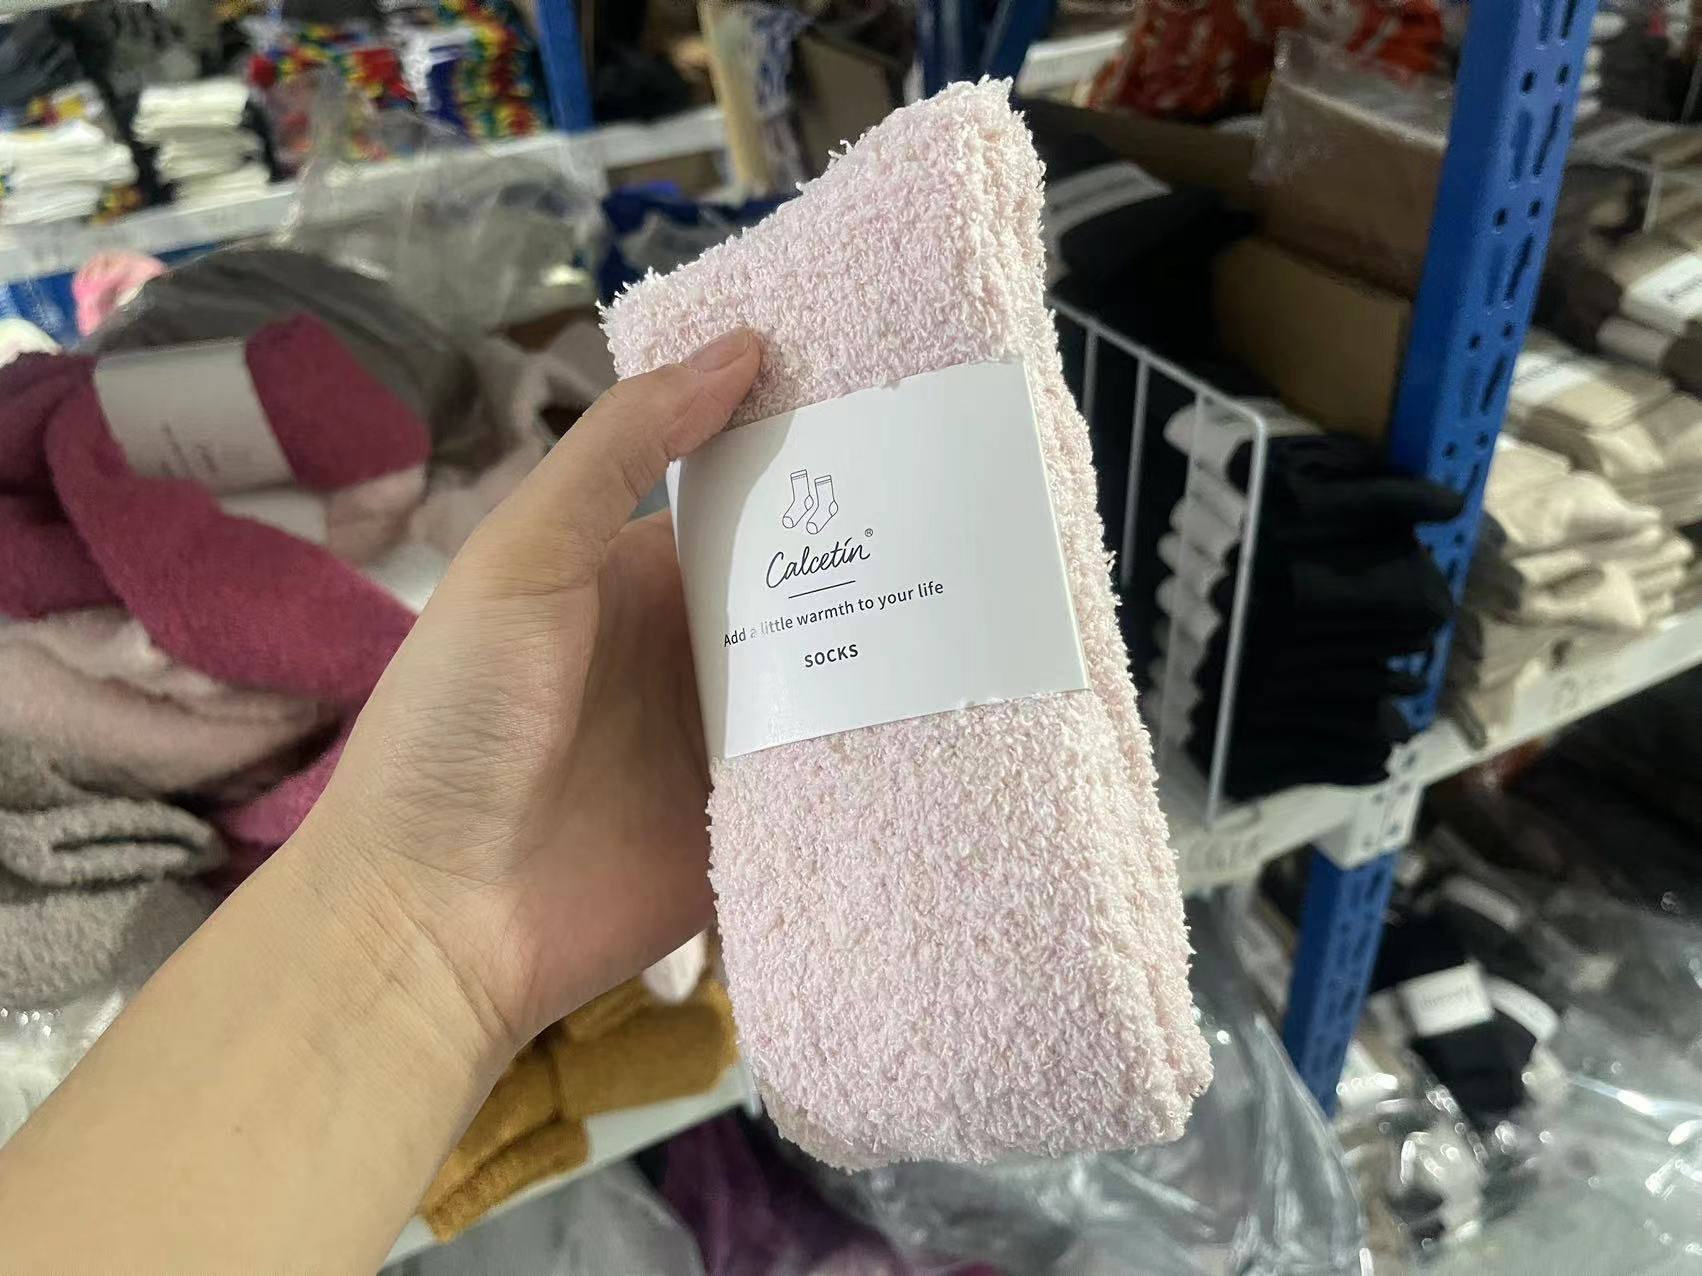 Calcetín®
Add a little warmth to your life
SOCKS